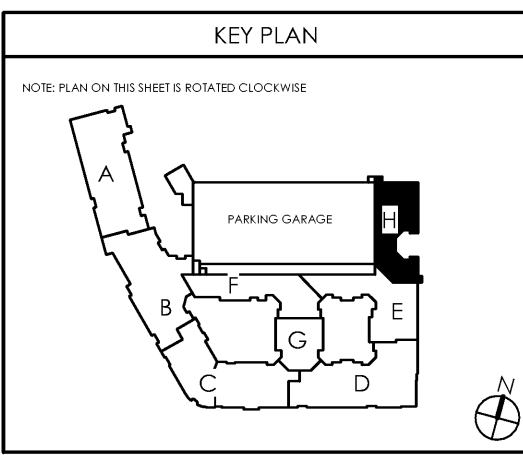 KEY PLAN
NOTE: PLAN ON THIS SHEET IS ROTATED CLOCKWISE
A
PARKING GARAGE
H
F
B
E
G
C
D
N